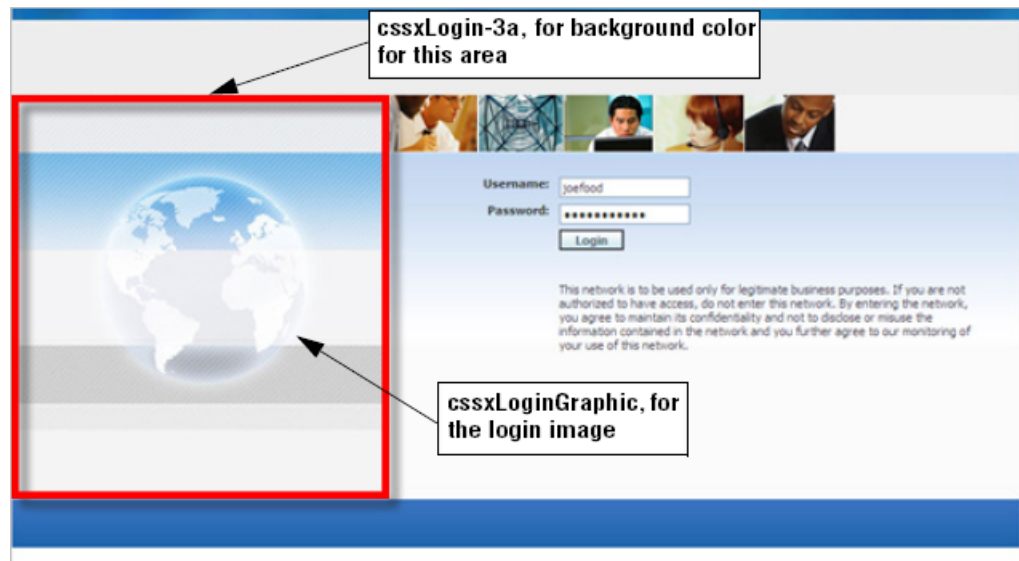 cssxLogin-3a, for background color
for this area
Username:
joefood
Password:
Login
This network is to be used only for legitimate business purposes. If you are not
authorized to have access, do not enter this network. By entering the network,
you agree to maintain its confidentiality and not to disclose or misuse the
information contained in the network and you further agree to our monitoring of
your use of this network.
cssxLoginGraphic, for
the login image